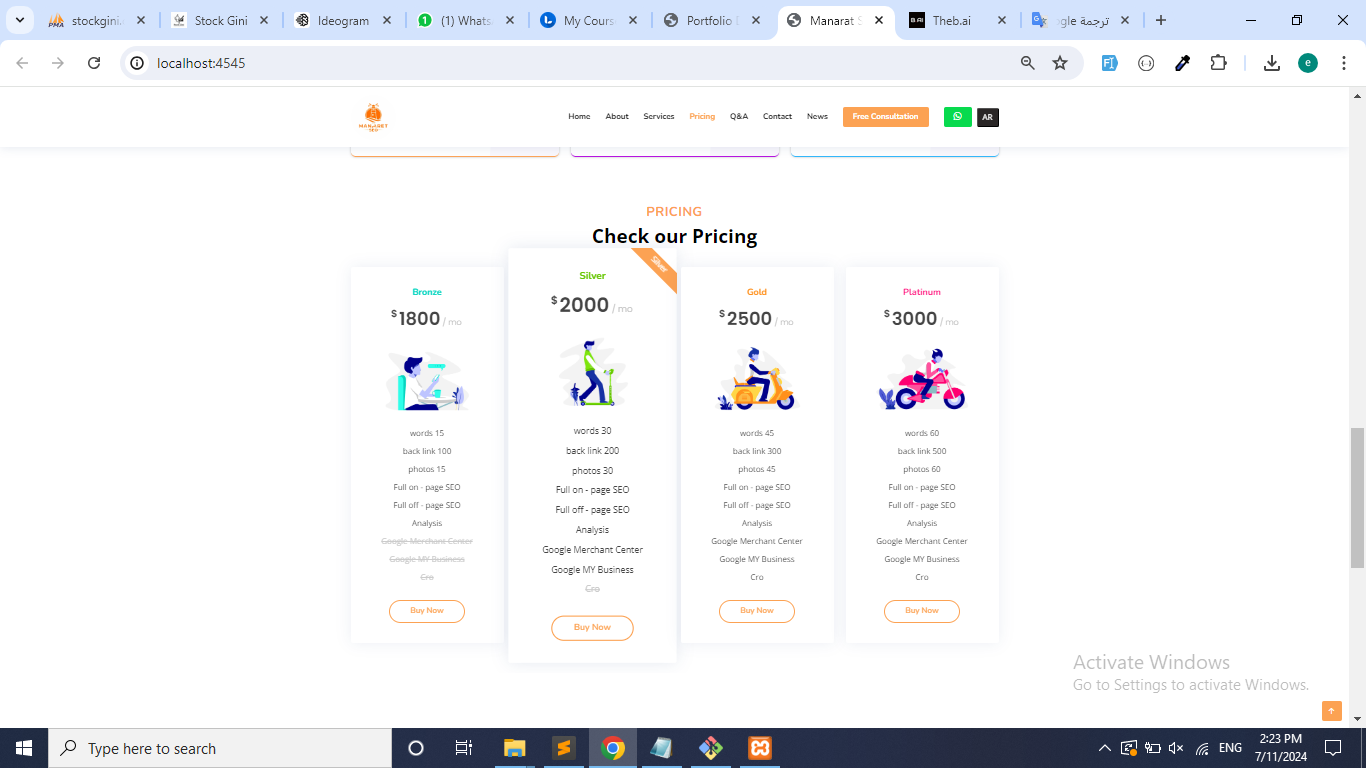 stockgini.
Stock Gini
Ideogram
(1) Whats
My Cours
Portfolio
Manarat S
Theb.ai
ترجمة gle
localhost:4545
MANARET
SEO
Home
About
Services
Pricing
Q&A
Contact
News
Free Consultation
AR
PRICING
Check our Pricing
Bronze
$1800 / mo
words 15
back link 100
photos 15
Full on - page SEO
Full off - page SEO
Analysis
Google Merchant Center
Google MY Business
Cro
Buy Now
Silver
Silver
$2000 / mo
words 30
back link 200
photos 30
Full on - page SEO
Full off - page SEO
Analysis
Google Merchant Center
Google MY Business
Cro
Buy Now
Gold
$2500 / mo
words 45
back link 300
photos 45
Full on - page SEO
Full off - page SEO
Analysis
Google Merchant Center
Google MY Business
Cro
Buy Now
Platinum
$3000 / mo
words 60
back link 500
photos 60
Full on - page SEO
Full off - page SEO
Analysis
Google Merchant Center
Google MY Business
Cro
Buy Now
Activate Windows
Go to Settings to activate Windows.
Type here to search
ENG
2:23 PM
7/11/2024